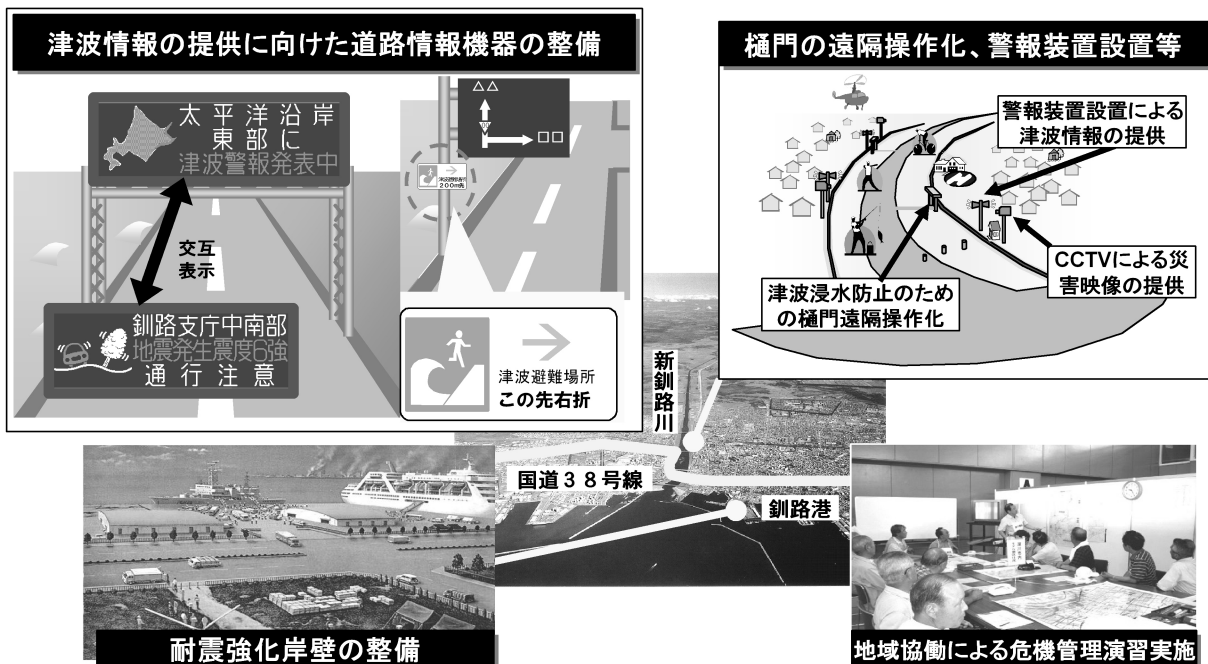 津波情報の提供に向けた道路情報機器の整備
太平洋沿岸
東部に
津波警報発表中
交互
表示
釧路支庁中南部
地震発生震度6強
通行注意
△△
□□
200m先
津波避難場所
この先右折
樋門の遠隔操作化、警報装置設置等
警報装置設置による
津波情報の提供
CCTVによる災
害映像の提供
津波浸水防止のため
の樋門遠隔操作化
新釧路川
国道38号線
釧路港
耐震強化岸壁の整備
地域協働による危機管理演習実施